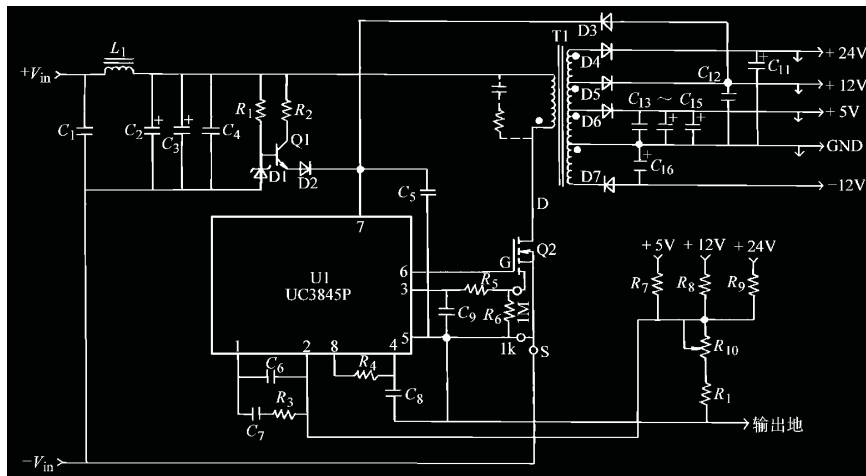 L1
T1
D3
+Vin
D4
+24V
C11
C12
+12V
D5
C13 ~ C15
+5V
D6
R1
R2
C1
C2
C3
C4
Q1
GND
C16
D1
D2
C5
D7
-12V
7
D
U1
UC3845P
6
G
Q2
+5V +12V +24V
3
R5
R7
R8
R9
C9
R6
1M
5
1k
S
1
2
8
4
R10
C6
R4
R3
C8
C7
R1
输出地
-Vin